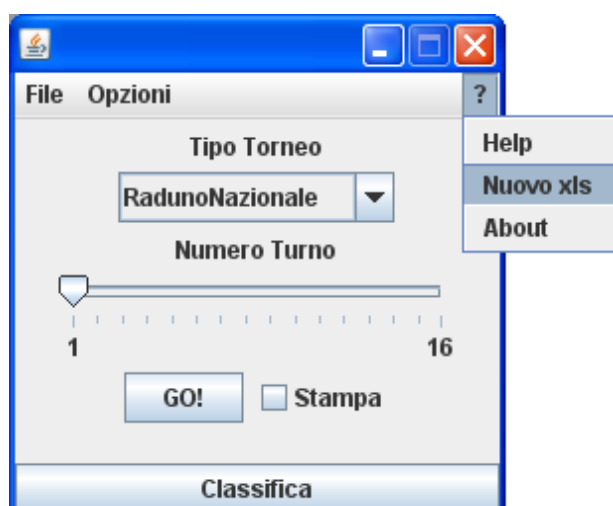 File Opzioni ?
Help
Nuovo xls
About
Tipo Torneo
RadunoNazionale
Numero Turno
1 16
GO! Stampa
Classifica